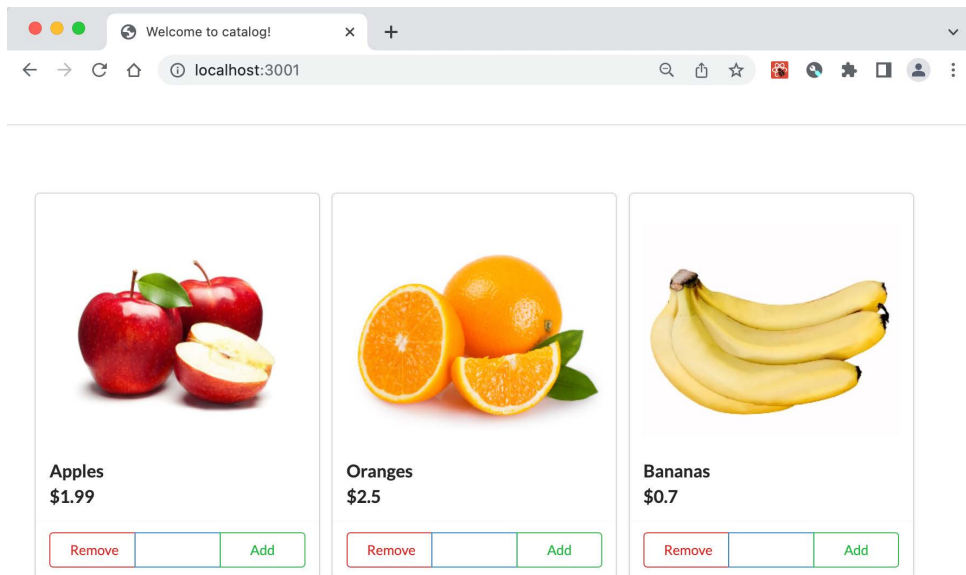 Welcome to catalog!
localhost:3001
Apples
$1.99
Remove
Add
Oranges
$2.5
Remove
Add
Bananas
$0.7
Remove
Add